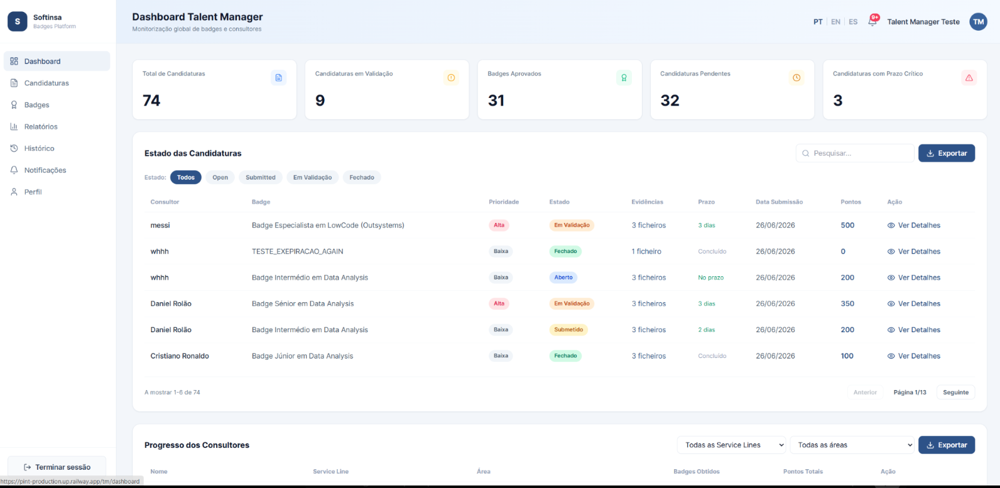 S
Softinsa
Badges Platform
Dashboard
Candidaturas
Badges
Relatórios
Histórico
Notificações
Perfil
Terminar sessão
https://pint-production.up.railway.app/tm/dashboard
Dashboard Talent Manager
Monitorização global de badges e consultores
PT EN ES 9+ Talent Manager Teste TM
Total de Candidaturas
74
Candidaturas em Validação
9
Badges Aprovados
31
Candidaturas Pendentes
32
Candidaturas com Prazo Crítico
3
Estado das Candidaturas
Pesquisar... Exportar
Estado: Todos Open Submitted Em Validação Fechado
Consultor Badge Prioridade Estado Evidências Prazo Data Submissão Pontos Ação
messi Badge Especialista em LowCode (Outsystems) Alta Em Validação 3 ficheiros 3 dias 26/06/2026 500 Ver Detalhes
whhh TESTE_EXEPIRACAO_AGAIN Baixa Fechado 1 ficheiro Concluído 26/06/2026 0 Ver Detalhes
whhh Badge Intermédio em Data Analysis Baixa Aberto 3 ficheiros No prazo 26/06/2026 200 Ver Detalhes
Daniel Rolão Badge Sénior em Data Analysis Alta Em Validação 3 ficheiros 3 dias 26/06/2026 350 Ver Detalhes
Daniel Rolão Badge Intermédio em Data Analysis Baixa Submetido 3 ficheiros 2 dias 26/06/2026 200 Ver Detalhes
Cristiano Ronaldo Badge Júnior em Data Analysis Baixa Fechado 3 ficheiros Concluído 26/06/2026 100 Ver Detalhes
A mostrar 1-6 de 74 Anterior Página 1/13 Seguinte
Progresso dos Consultores Todas as Service Lines Todas as áreas Exportar
Nome Service Line Área Badges Obtidos Pontos Totais Ação